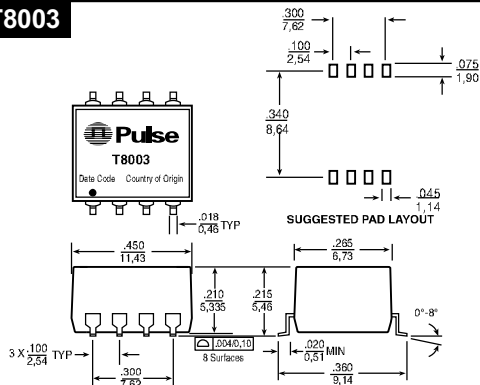 T8003
.300
7,62
.100
2,54
.075
1,90
.340
8,64
Pulse
T8003
Date Code Country of Origin
.045
1,14
.018
0,46 TYP
SUGGESTED PAD LAYOUT
.450
11,43
.265
6,73
.210
5,335
.215
5,46
0°-8°
.004/0,10
8 Surfaces
3 X .100
2,54 TYP
.020
0,51 MIN
.300
7,62
.360
9,14